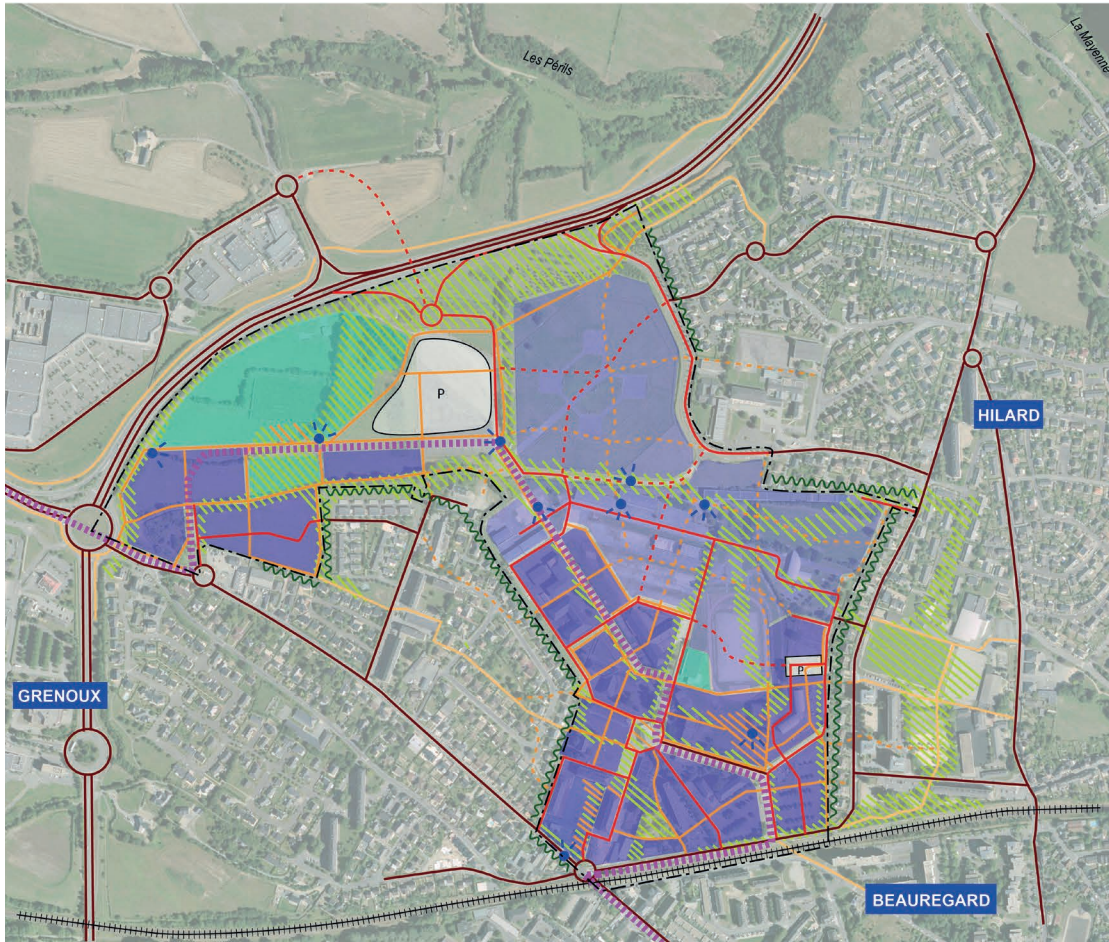 Les Périls
La Mayenne
P
HILARD
P
GRENOUX
BEAUREGARD